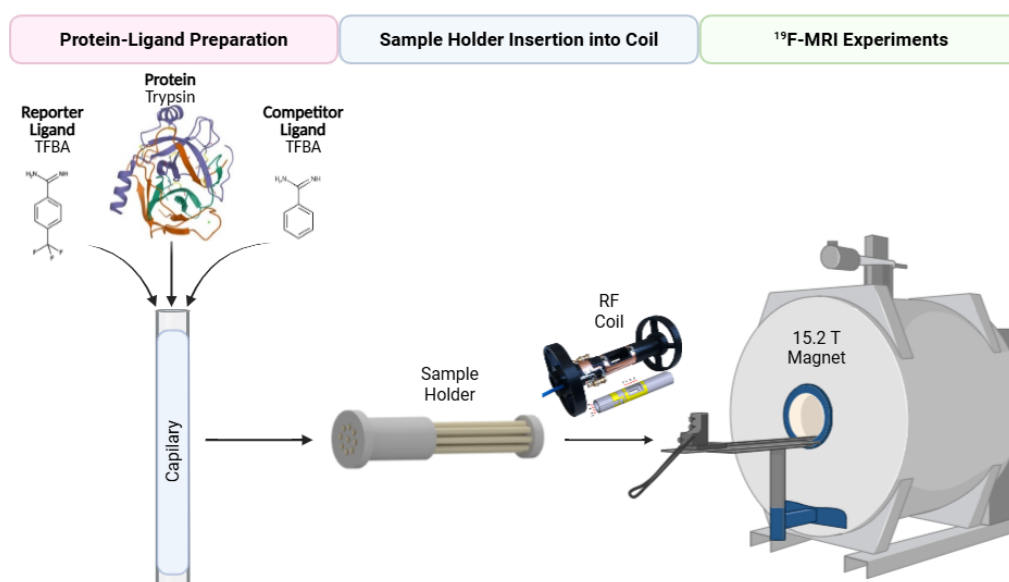 Protein-Ligand Preparation
Sample Holder Insertion into Coil
¹⁹F-MRI Experiments
Protein
Trypsin
Reporter
Ligand
TFBA
Competitor
Ligand
TFBA
H₂N
NH
H₂N
NH
F
F
F
Capilary
Sample
Holder
RF
Coil
15.2 T
Magnet